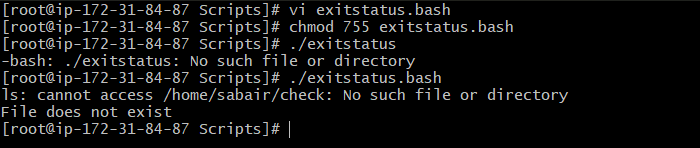 [root@ip-172-31-84-87 Scripts]# vi exitstatus.bash
[root@ip-172-31-84-87 Scripts]# chmod 755 exitstatus.bash
[root@ip-172-31-84-87 Scripts]# ./exitstatus
-bash: ./exitstatus: No such file or directory
[root@ip-172-31-84-87 Scripts]# ./exitstatus.bash
ls: cannot access /home/sabair/check: No such file or directory
File does not exist
[root@ip-172-31-84-87 Scripts]#